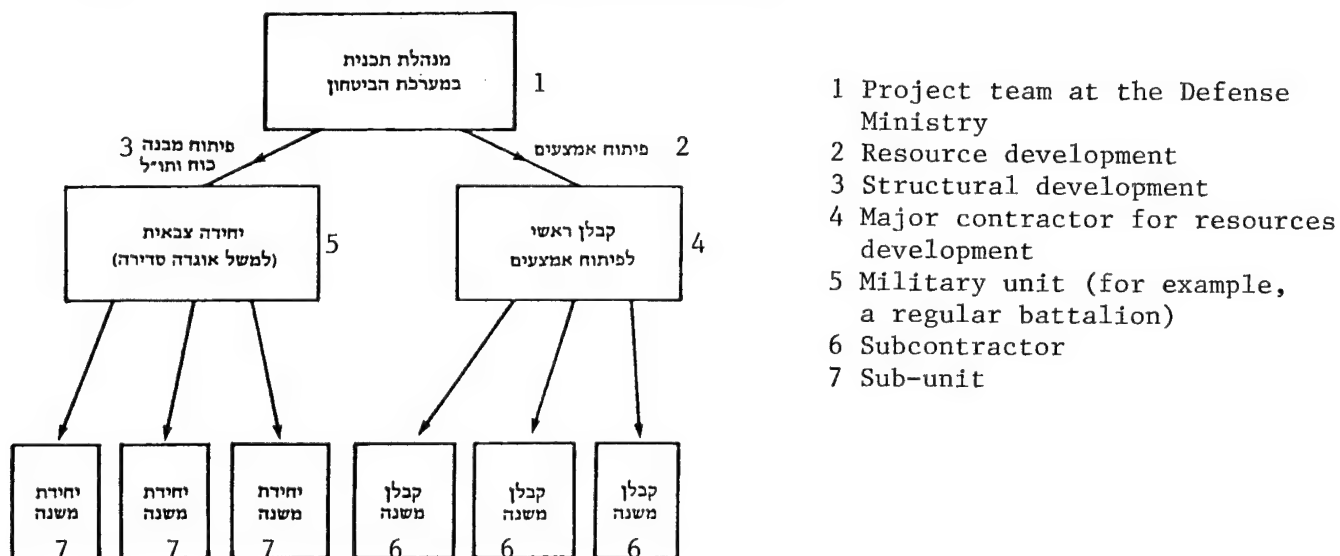 מנהלת תכנית
במערכת הביטחון
1
פיתוח מבנה 3
כוח ותו״ל
פיתוח אמצעים 2
יחידה צבאית
(למשל אוגדה סדירה)
5
קבלן ראשי
לפיתוח אמצעים
4
יחידת
משנה
7
יחידת
משנה
7
יחידת
משנה
7
קבלן
משנה
6
קבלן
משנה
6
קבלן
משנה
6
1 Project team at the Defense
Ministry
2 Resource development
3 Structural development
4 Major contractor for resources
development
5 Military unit (for example,
a regular battalion)
6 Subcontractor
7 Sub-unit